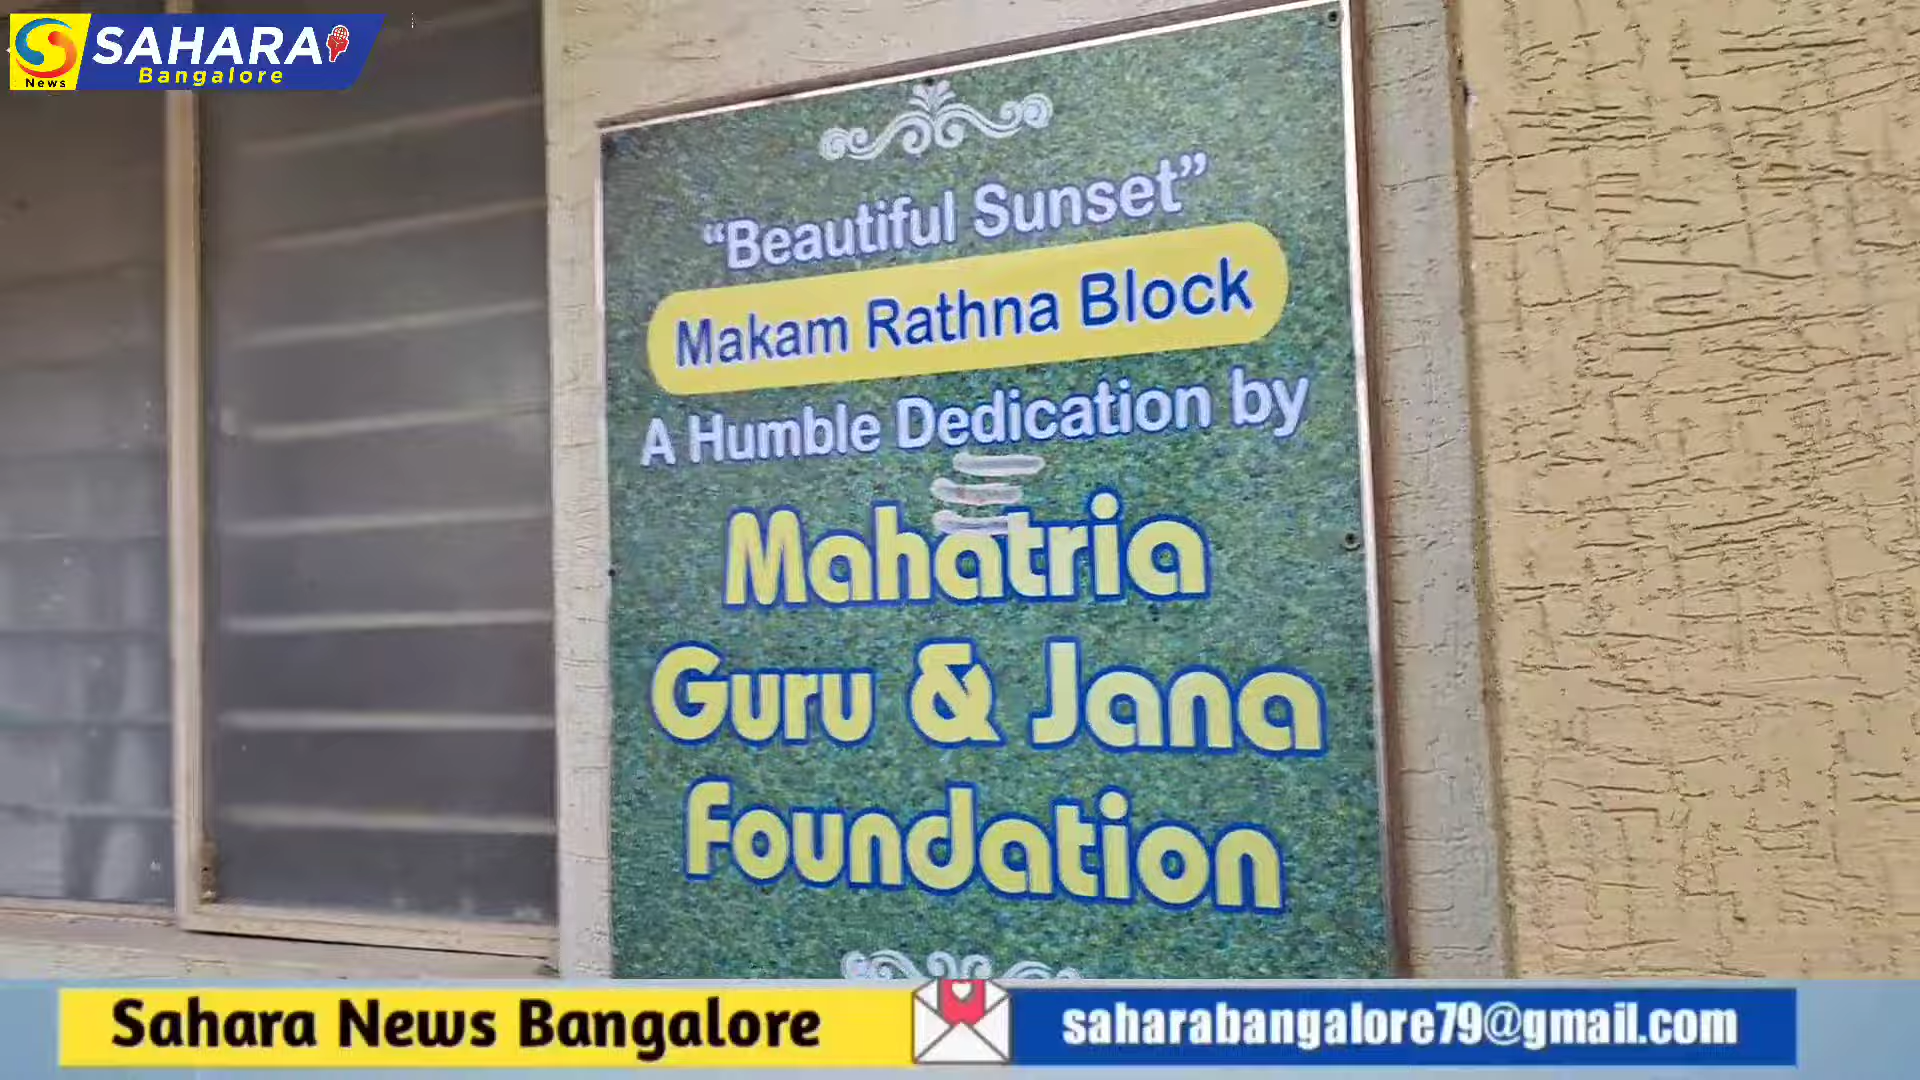 SAHARA
Bangalore
News
“Beautiful Sunset”
Makam Rathna Block
A Humble Dedication by
Mahatria
Guru & Jana
Foundation
Sahara News Bangalore
saharabangalore79@gmail.com